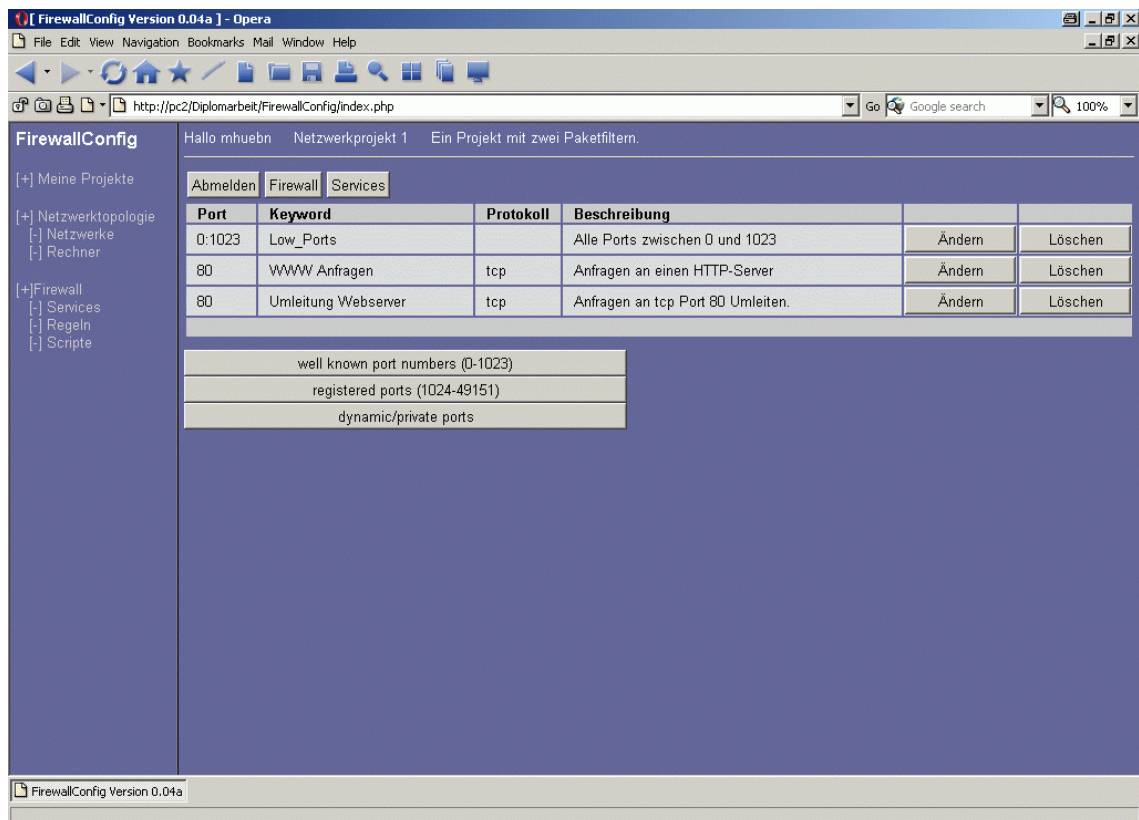 [ FirewallConfig Version 0.04a ] - Opera
File Edit View Navigation Bookmarks Mail Window Help
http://pc2/Diplomarbeit/FirewallConfig/index.php Go Google search 100%
FirewallConfig
[+] Meine Projekte
[+] Netzwerktopologie
[-] Netzwerke
[-] Rechner
[+]Firewall
[-] Services
[-] Regeln
[-] Scripte
Hallo mhuebn Netzwerkprojekt 1 Ein Projekt mit zwei Paketfiltern.
Abmelden Firewall Services
Port Keyword Protokoll Beschreibung
0:1023 Low_Ports Alle Ports zwischen 0 und 1023 Ändern Löschen
80 WWW Anfragen tcp Anfragen an einen HTTP-Server Ändern Löschen
80 Umleitung Webserver tcp Anfragen an tcp Port 80 Umleiten. Ändern Löschen
well known port numbers (0-1023)
registered ports (1024-49151)
dynamic/private ports
FirewallConfig Version 0.04a